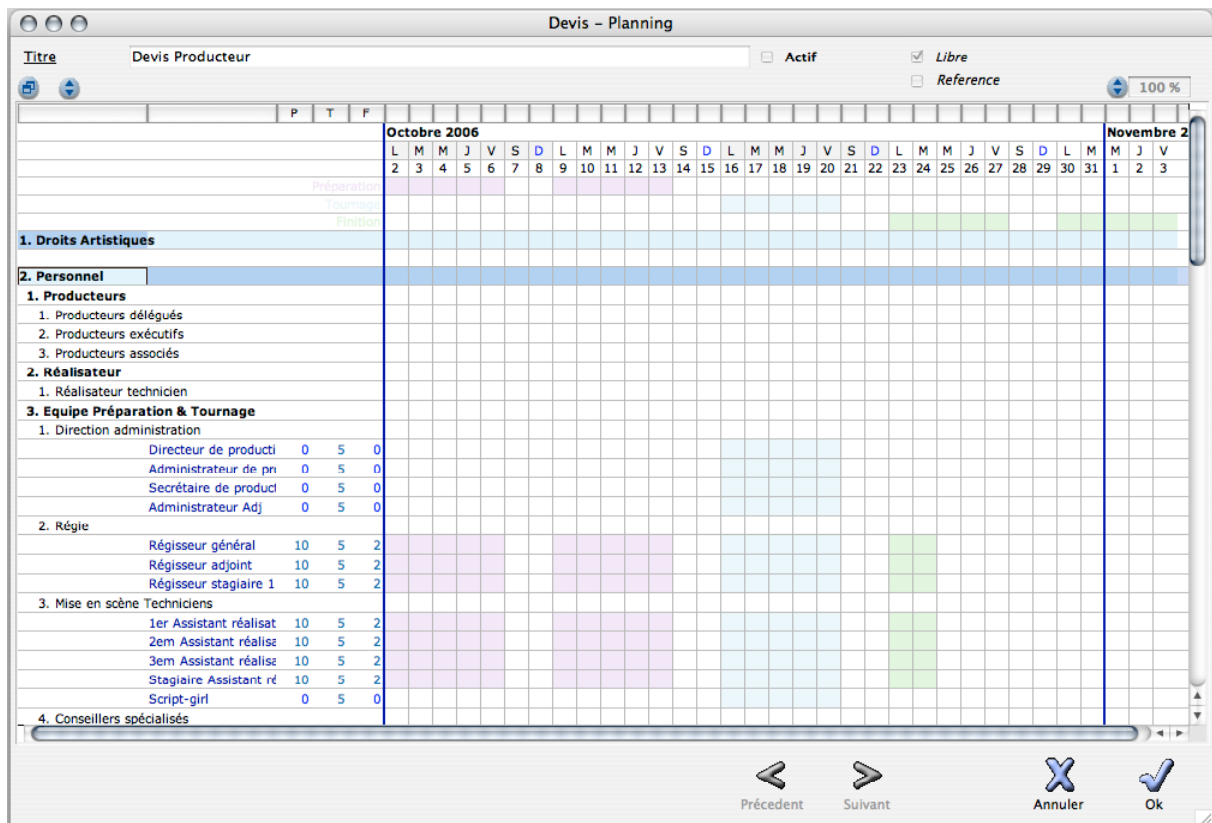 Devis – Planning
Titre Devis Producteur Actif Libre
Reference
100 %
P T F
Octobre 2006 Novembre 2
L M M J V S D L M M J V S D L M M J V S D L M M J V S D L M M J V
2 3 4 5 6 7 8 9 10 11 12 13 14 15 16 17 18 19 20 21 22 23 24 25 26 27 28 29 30 31 1 2 3
Préparation
Tournage
Finition
1. Droits Artistiques
2. Personnel
1. Producteurs
1. Producteurs délégués
2. Producteurs exécutifs
3. Producteurs associés
2. Réalisateur
1. Réalisateur technicien
3. Equipe Préparation & Tournage
1. Direction administration
Directeur de producti 0 5 0
Administrateur de pr 0 5 0
Secrétaire de product 0 5 0
Administrateur Adj 0 5 0
2. Régie
Régisseur général 10 5 2
Régisseur adjoint 10 5 2
Régisseur stagiaire 1 10 5 2
3. Mise en scène Techniciens
1er Assistant réalisat 10 5 2
2em Assistant réalisa 10 5 2
3em Assistant réalisa 10 5 2
Stagiaire Assistant ré 10 5 2
Script-girl 0 5 0
4. Conseillers spécialisés
Précedent Suivant Annuler Ok